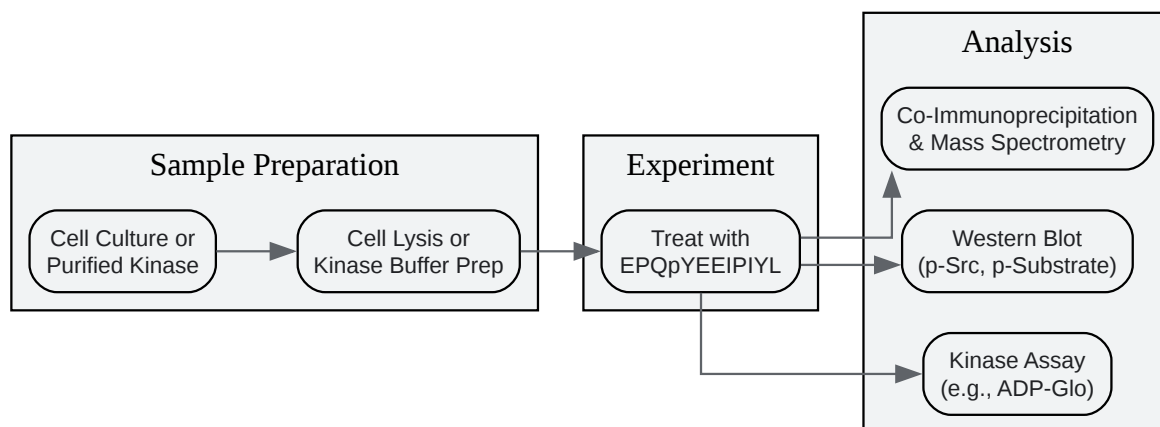 Sample Preparation
Cell Culture or
Purified Kinase
Cell Lysis or
Kinase Buffer Prep
Experiment
Treat with
EPQpYEEIPIYL
Analysis
Co-Immunoprecipitation
& Mass Spectrometry
Western Blot
(p-Src, p-Substrate)
Kinase Assay
(e.g., ADP-Glo)